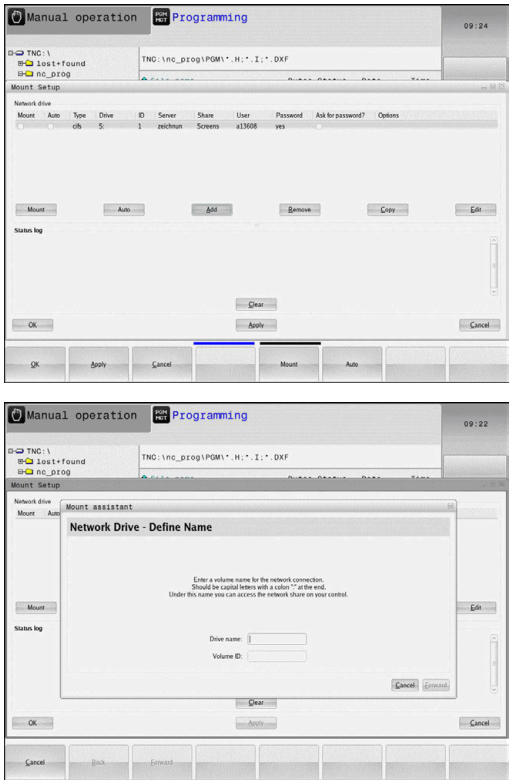 Manual operation PGM MGT Programming
09:24
TNC:\
lost+found
nc_prog
TNC:\nc_prog\PGM\*.H;*.I;*.DXF
Mount Setup
Network drive
Mount Auto Type Drive ID Server Share User Password Ask for password? Options
cifs S: 1 zeichnun Screens a13608 yes
Mount Auto Add Remove Copy Edit
Status log
Clear
OK Apply Cancel
OK Apply Cancel Mount Auto
Manual operation PGM MGT Programming
09:22
TNC:\
lost+found
nc_prog
TNC:\nc_prog\PGM\*.H;*.I;*.DXF
Mount Setup
Network drive
Mount Auto
Mount assistant
Network Drive - Define Name
Enter a volume name for the network connection.
Should be capital letters with a colon ":" at the end.
Under this name you can access the network share on your control.
Mount Edit
Status log
Drive name:
Volume ID:
Cancel Forward
Clear
OK Apply Cancel
Cancel Back Forward